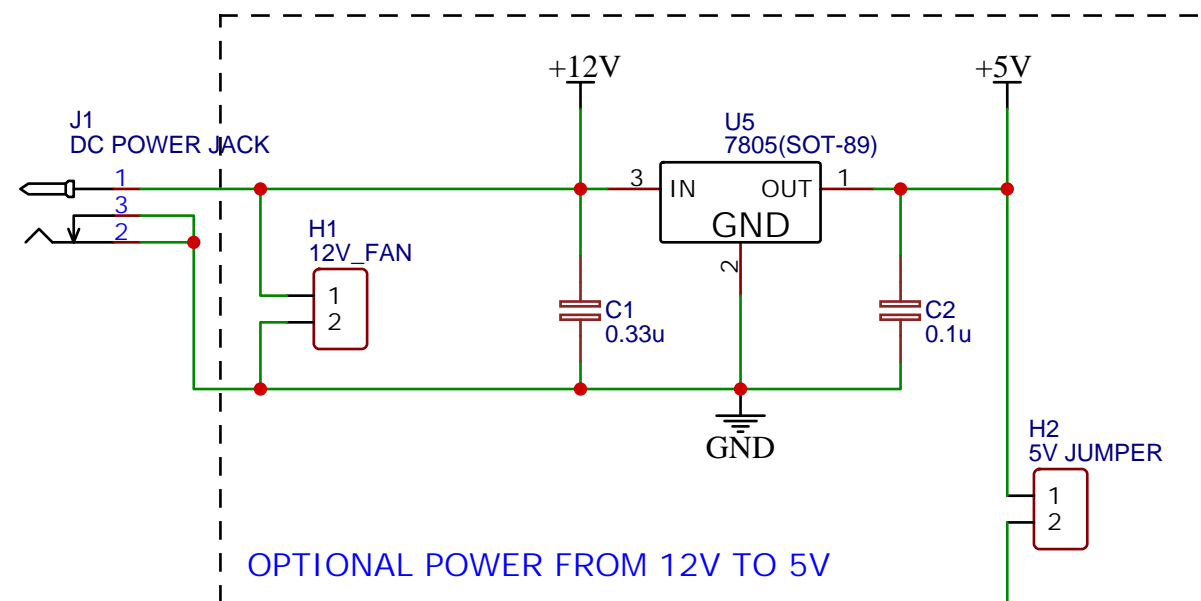 +12V
+5V
J1
DC POWER JACK
U5
7805(SOT-89)
1
3
2
3
IN
OUT
1
GND
2
H1
12V_FAN
1
2
C1
0.33u
C2
0.1u
GND
H2
5V JUMPER
1
2
OPTIONAL POWER FROM 12V TO 5V